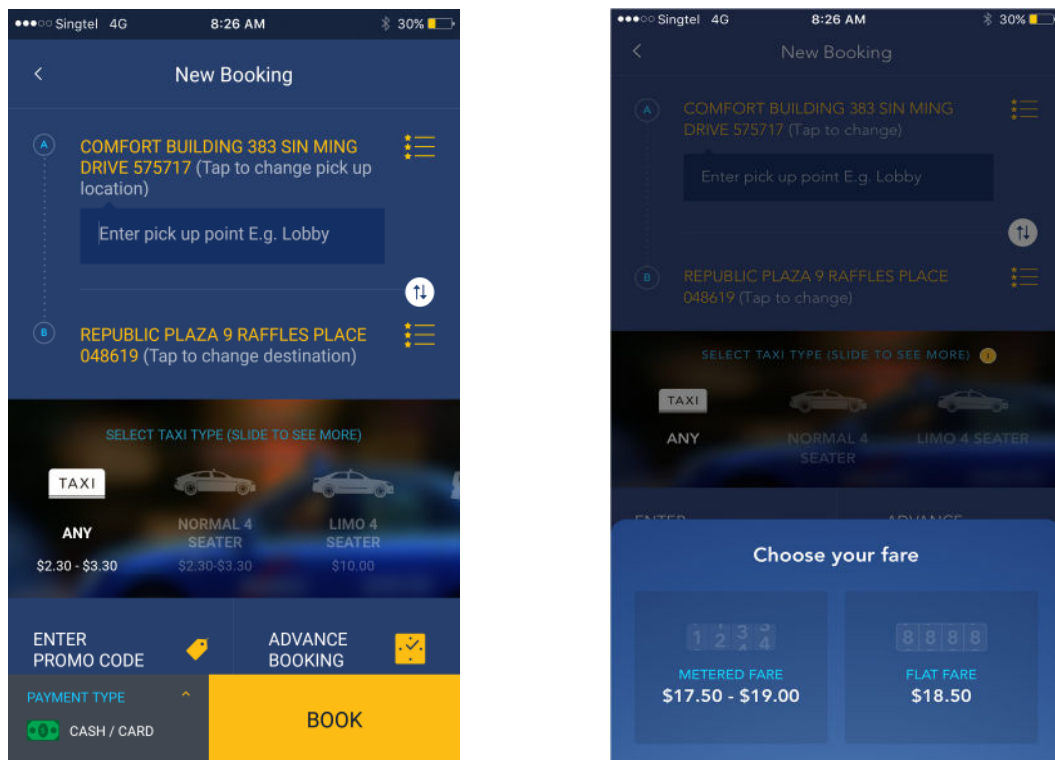 Singtel 4G 8:26 AM 30%
New Booking
A
COMFORT BUILDING 383 SIN MING
DRIVE 575717 (Tap to change pick up
location)
Enter pick up point E.g. Lobby
B
REPUBLIC PLAZA 9 RAFFLES PLACE
048619 (Tap to change destination)
SELECT TAXI TYPE (SLIDE TO SEE MORE)
TAXI
ANY
$2.30 - $3.30
NORMAL 4
SEATER
$2.30-$3.30
LIMO 4
SEATER
$10.00
ENTER
PROMO CODE
ADVANCE
BOOKING
PAYMENT TYPE
CASH / CARD
BOOK
Singtel 4G 8:26 AM 30%
New Booking
A
COMFORT BUILDING 383 SIN MING
DRIVE 575717 (Tap to change)
Enter pick up point E.g. Lobby
B
REPUBLIC PLAZA 9 RAFFLES PLACE
048619 (Tap to change)
SELECT TAXI TYPE (SLIDE TO SEE MORE)
TAXI
ANY
NORMAL 4
SEATER
LIMO 4 SEATER
ENTER ADVANCE
Choose your fare
8 8 8 8
METERED FARE
$17.50 - $19.00
FLAT FARE
$18.50